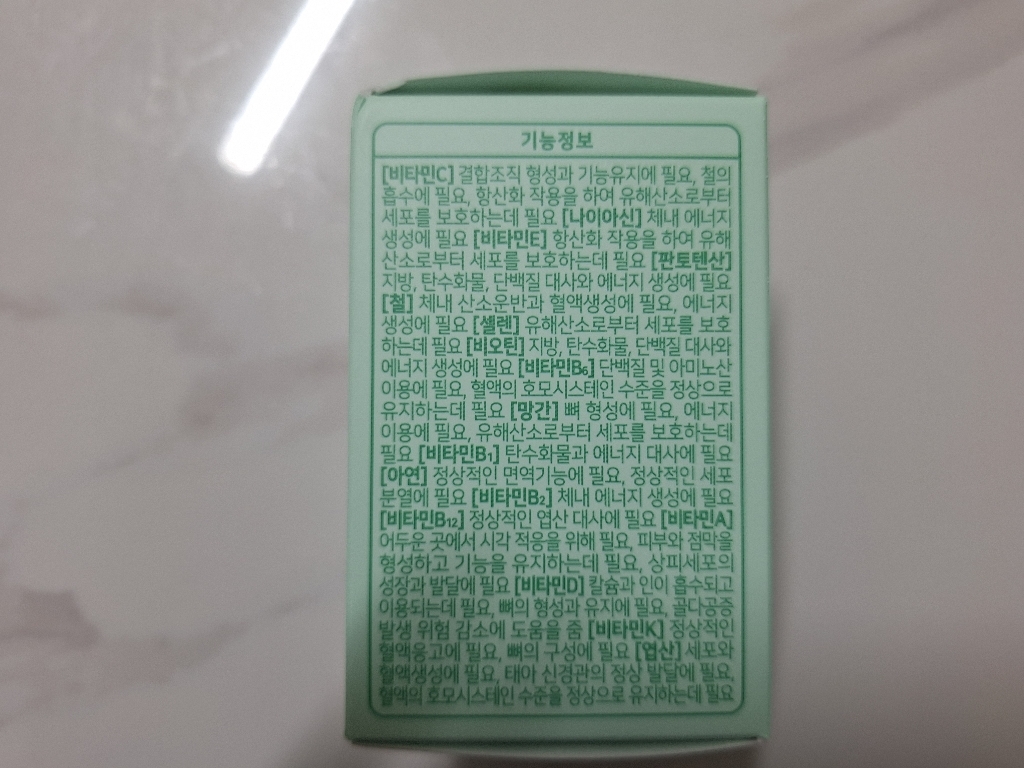 기능정보
[비타민C] 결합조직 형성과 기능유지에 필요, 철의
흡수에 필요, 항산화 작용을 하여 유해산소로부터
세포를 보호하는데 필요 [나이아신] 체내 에너지
생성에 필요 [비타민E] 항산화 작용을 하여 유해
산소로부터 세포를 보호하는데 필요 [판토텐산]
지방, 탄수화물, 단백질 대사와 에너지 생성에 필요
[철] 체내 산소운반과 혈액생성에 필요, 에너지
생성에 필요 [셀렌] 유해산소로부터 세포를 보호
하는데 필요 [비오틴] 지방, 탄수화물, 단백질 대사와
에너지 생성에 필요 [비타민B₆] 단백질 및 아미노산
이용에 필요, 혈액의 호모시스테인 수준을 정상으로
유지하는데 필요 [망간] 뼈 형성에 필요, 에너지
이용에 필요, 유해산소로부터 세포를 보호하는데
필요 [비타민B₁] 탄수화물과 에너지 대사에 필요
[아연] 정상적인 면역기능에 필요, 정상적인 세포
분열에 필요 [비타민B₂] 체내 에너지 생성에 필요
[비타민B₁₂] 정상적인 엽산 대사에 필요 [비타민A]
어두운 곳에서 시각 적응을 위해 필요, 피부와 점막을
형성하고 기능을 유지하는데 필요, 상피세포의
성장과 발달에 필요 [비타민D] 칼슘과 인이 흡수되고
이용되는데 필요, 뼈의 형성과 유지에 필요, 골다공증
발생 위험 감소에 도움을 줌 [비타민K] 정상적인
혈액응고에 필요, 뼈의 구성에 필요 [엽산] 세포와
혈액생성에 필요, 태아 신경관의 정상 발달에 필요,
혈액의 호모시스테인 수준을 정상으로 유지하는데 필요